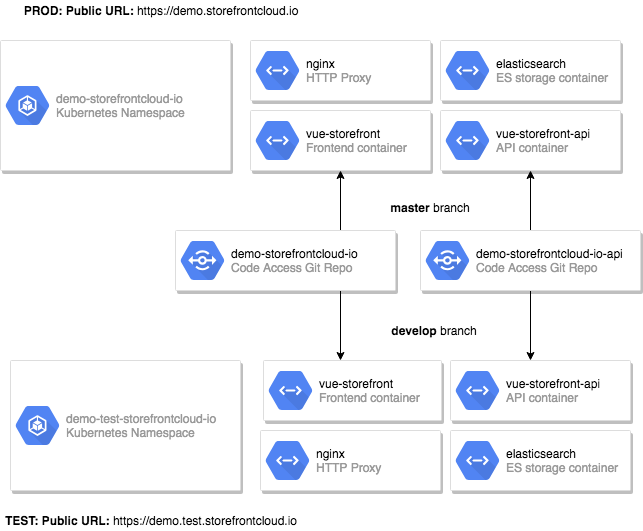 PROD: Public URL: https://demo.storefrontcloud.io
demo-storefrontcloud-io
Kubernetes Namespace
nginx
HTTP Proxy
elasticsearch
ES storage container
vue-storefront
Frontend container
vue-storefront-api
API container
master branch
demo-storefrontcloud-io
Code Access Git Repo
demo-storefrontcloud-io-api
Code Access Git Repo
develop branch
demo-test-storefrontcloud-io
Kubernetes Namespace
vue-storefront
Frontend container
vue-storefront-api
API container
nginx
HTTP Proxy
elasticsearch
ES storage container
TEST: Public URL: https://demo.test.storefrontcloud.io